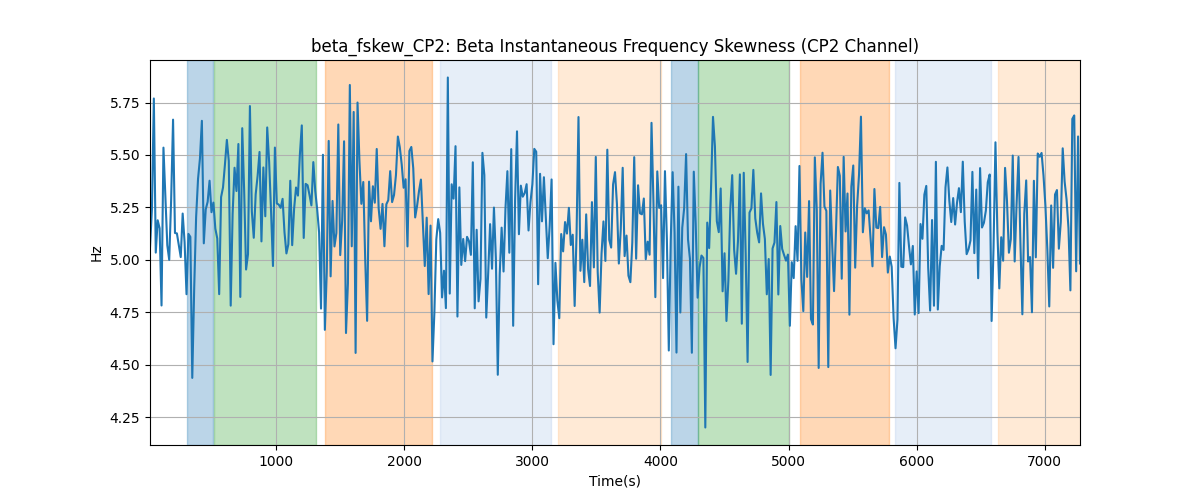 beta_fskew_CP2: Beta Instantaneous Frequency Skewness (CP2 Channel)
Hz
5.75
5.50
5.25
5.00
4.75
4.50
4.25
1000 2000 3000 4000 5000 6000 7000
Time(s)